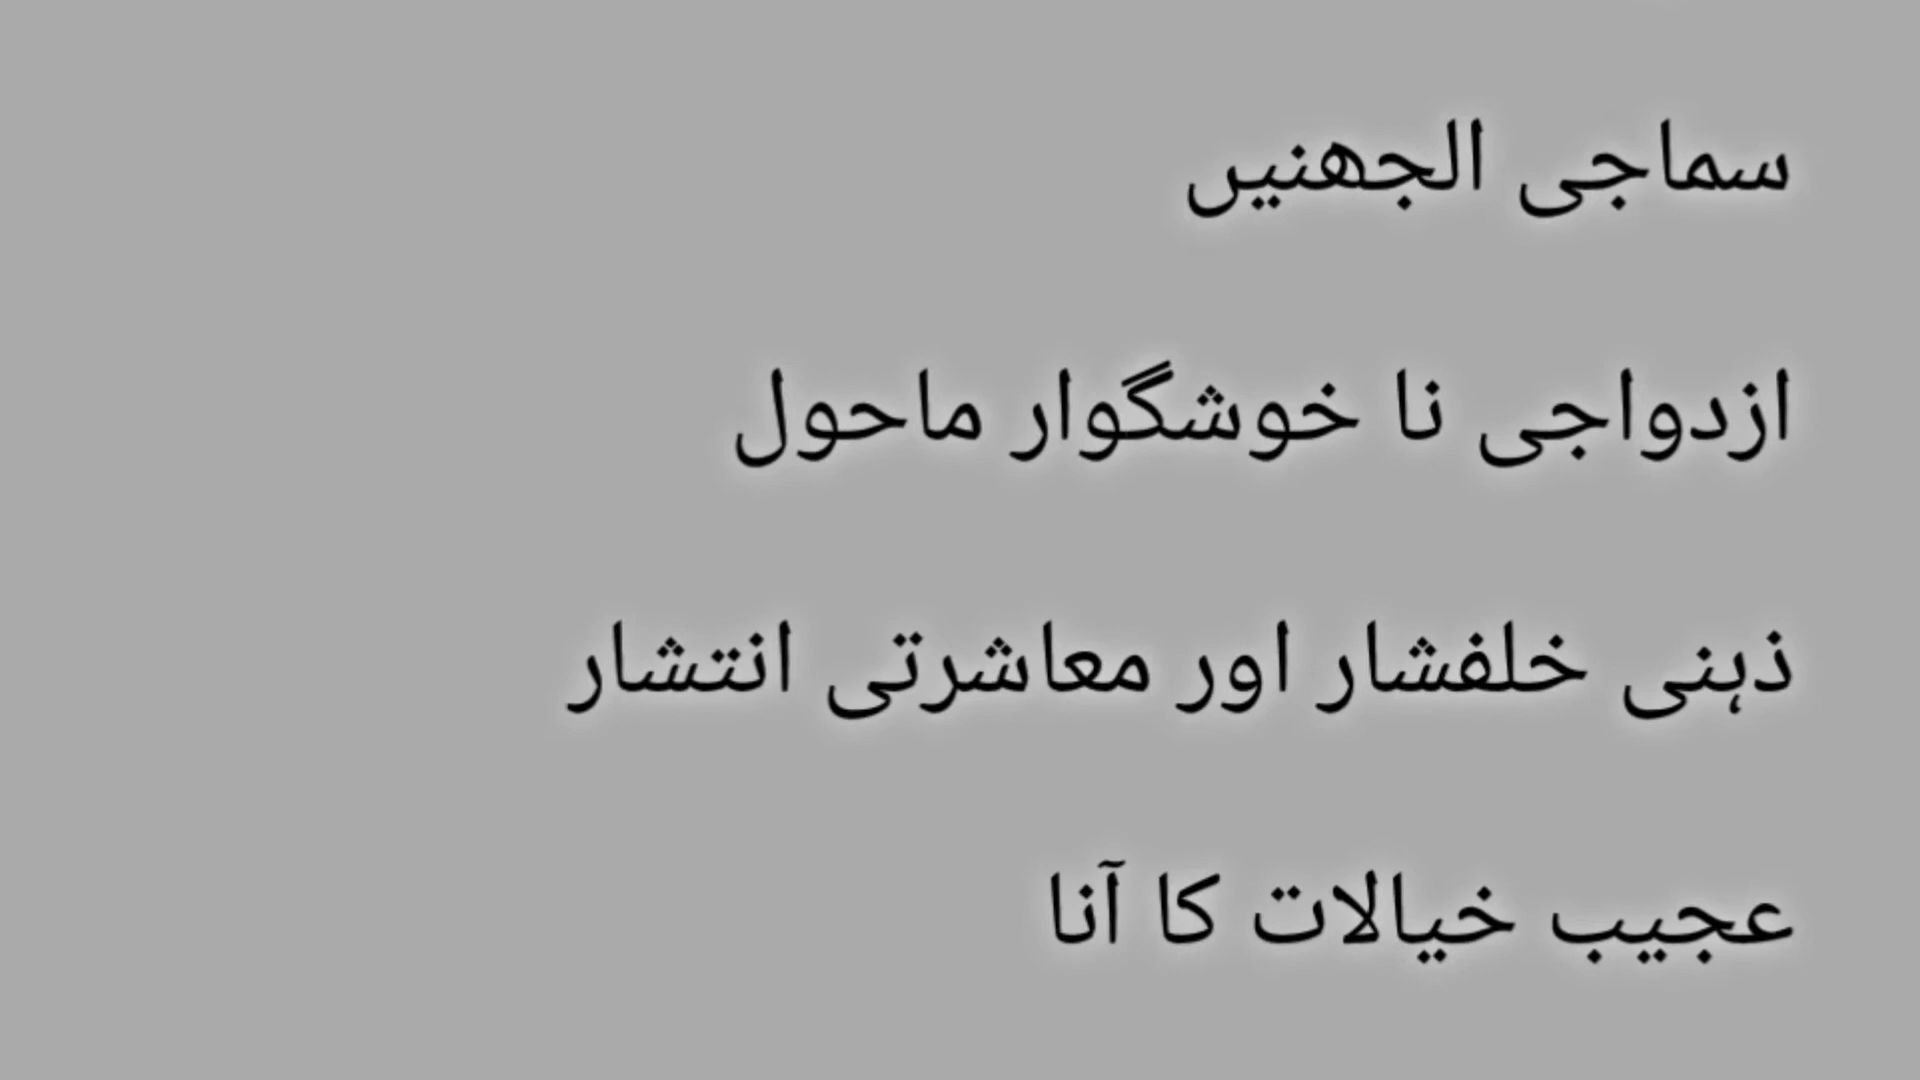 سماجی الجھنیں
ازدواجی نا خوشگوار ماحول
ذہنی خلفشار اور معاشرتی انتشار
عجیب خیالات کا آنا